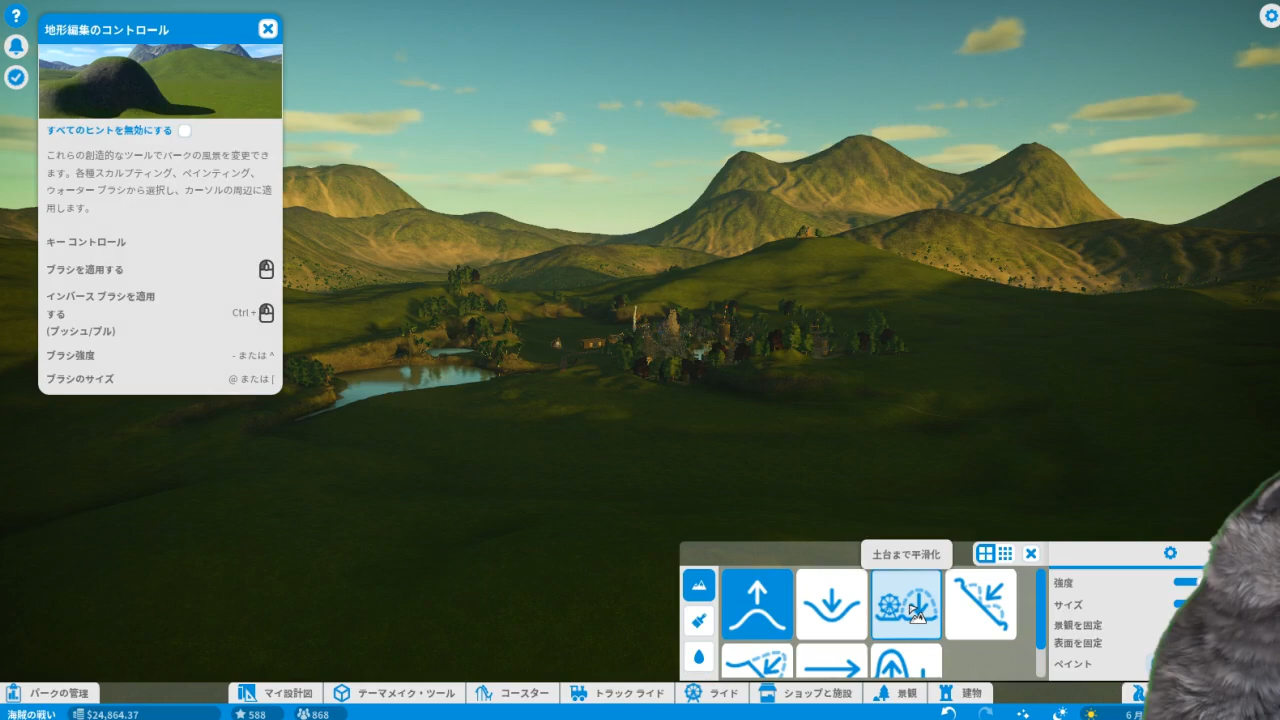 ?
地形編集のコントロール
すべてのヒントを無効にする
これらの創造的なツールでパークの風景を変更でき
ます。各種スカルプティング、ペインティング、
ウォーター ブラシから選択し、カーソルの周辺に適
用します。
キー コントロール
ブラシを適用する
インバース ブラシを適用
する
(プッシュ/プル)
Ctrl +
ブラシ強度
- または ^
ブラシのサイズ
@ または [
土台まで平滑化
強度
サイズ
景観を固定
表面を固定
ペイント
パークの管理
マイ設計図
テーマメイク・ツール
コースター
トラック ライド
ライド
ショップと施設
景観
建物
海賊の戦い
$24,864.37
588
868
6 月